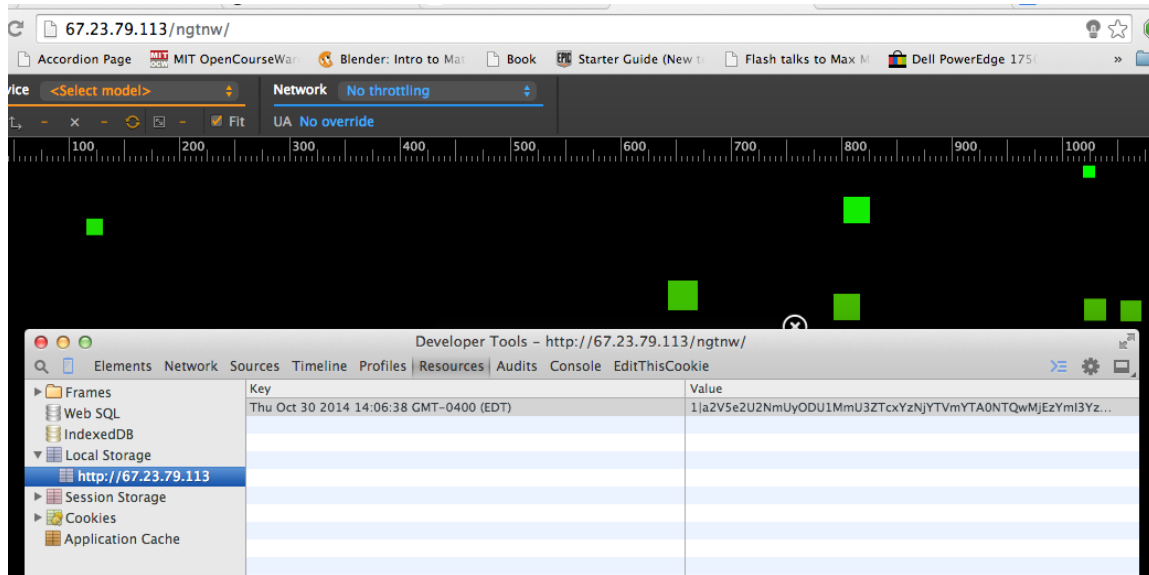 67.23.79.113/ngtnw/
Accordion Page MIT OpenCourseWar Blender: Intro to Mat Book Starter Guide (New t Flash talks to Max M Dell PowerEdge 175 »
vice <Select model> Network No throttling
Fit UA No override
100 200 300 400 500 600 700 800 900 1000
Developer Tools - http://67.23.79.113/ngtnw/
Elements Network Sources Timeline Profiles Resources Audits Console EditThisCookie
Frames Key Value
Web SQL Thu Oct 30 2014 14:06:38 GMT-0400 (EDT) 1|a2V5e2U2NmUyODU1MmU3ZTcxYzNjYTVmYTA0NTQwMjEzYmI3Yz...
IndexedDB
Local Storage
http://67.23.79.113
Session Storage
Cookies
Application Cache